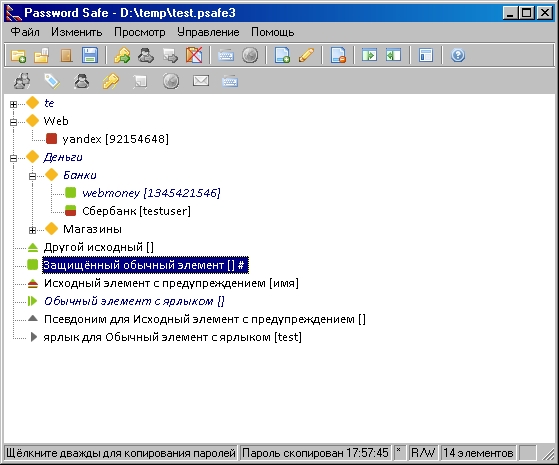 Password Safe - D:\temp\test.psafe3
Файл Изменить Просмотр Управление Помощь
te
Web
yandex [92154648]
Деньги
Банки
webmoney [1345421546]
Сбербанк [testuser]
Магазины
Другой исходный []
Защищённый обычный элемент [] #
Исходный элемент с предупреждением [имя]
Обычный элемент с ярлыком []
Псевдоним для Исходный элемент с предупреждением []
ярлык для Обычный элемент с ярлыком [test]
Щёлкните дважды для копирования паролей Пароль скопирован 17:57:45 * R/W 14 элементов